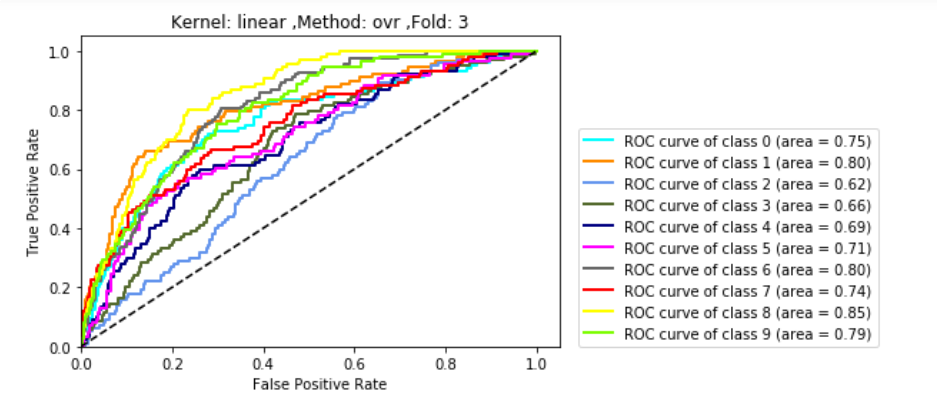 Kernel: linear ,Method: ovr ,Fold: 3
1.0
0.8
0.6
0.4
0.2
0.0
True Positive Rate
0.0 0.2 0.4 0.6 0.8 1.0
False Positive Rate
ROC curve of class 0 (area = 0.75)
ROC curve of class 1 (area = 0.80)
ROC curve of class 2 (area = 0.62)
ROC curve of class 3 (area = 0.66)
ROC curve of class 4 (area = 0.69)
ROC curve of class 5 (area = 0.71)
ROC curve of class 6 (area = 0.80)
ROC curve of class 7 (area = 0.74)
ROC curve of class 8 (area = 0.85)
ROC curve of class 9 (area = 0.79)